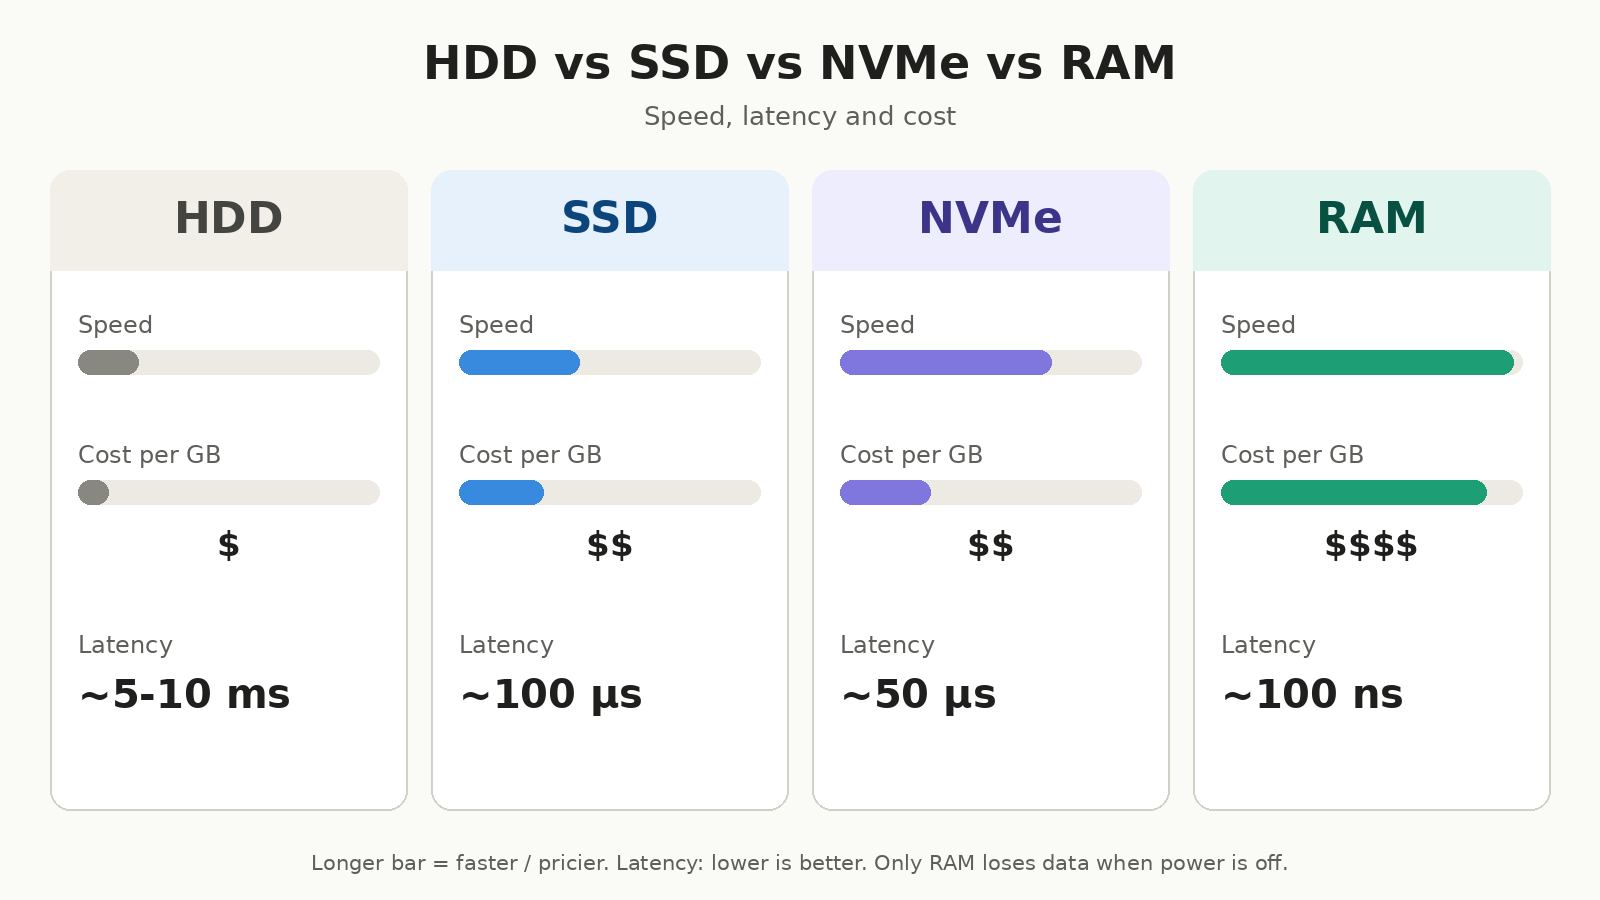 HDD vs SSD vs NVMe vs RAM
Speed, latency and cost
HDD
Speed
Cost per GB
$
Latency
~5-10 ms
SSD
Speed
Cost per GB
$$
Latency
~100 µs
NVMe
Speed
Cost per GB
$$
Latency
~50 µs
RAM
Speed
Cost per GB
$$$$
Latency
~100 ns
Longer bar = faster / pricier. Latency: lower is better. Only RAM loses data when power is off.